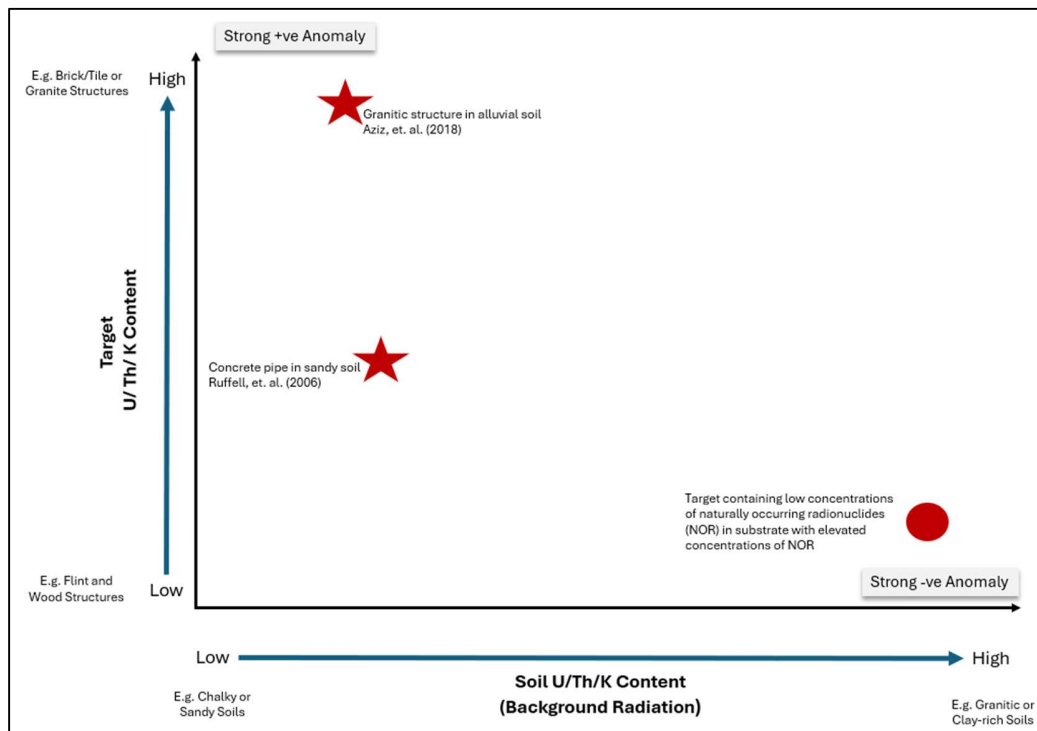 Strong +ve Anomaly
E.g. Brick/Tile or
Granite Structures
High
Granitic structure in alluvial soil
Aziz, et. al. (2018)
Target
U/ Th/ K Content
Concrete pipe in sandy soil
Ruffell, et. al. (2006)
Target containing low concentrations
of naturally occurring radionuclides
(NOR) in substrate with elevated
concentrations of NOR
E.g. Flint and
Wood Structures
Low
Strong -ve Anomaly
Low
High
Soil U/Th/K Content
(Background Radiation)
E.g. Chalky or
Sandy Soils
E.g. Granitic or
Clay-rich Soils